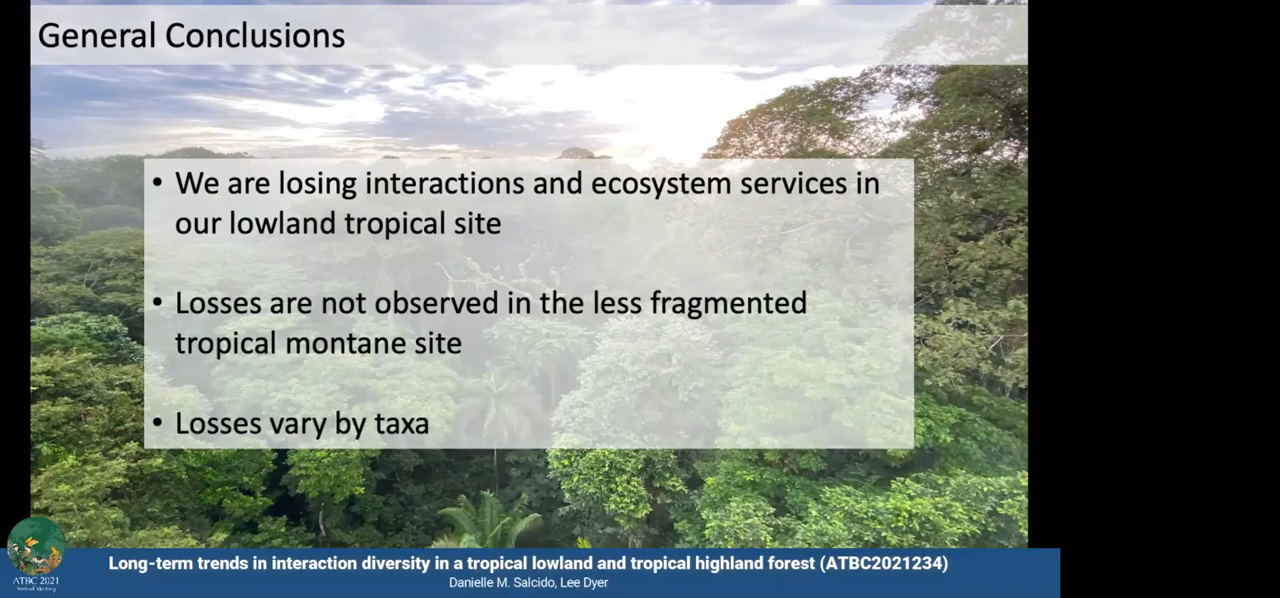 General Conclusions
• We are losing interactions and ecosystem services in
our lowland tropical site
• Losses are not observed in the less fragmented
tropical montane site
• Losses vary by taxa
Long-term trends in interaction diversity in a tropical lowland and tropical highland forest (ATBC2021234)
Danielle M. Salcido, Lee Dyer
ATBC 2021
Virtual Meeting